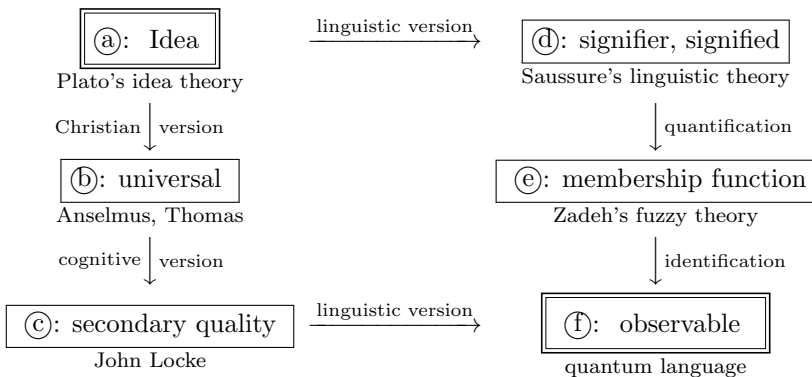 ⓐ: Idea
linguistic version
ⓓ: signifier, signified
Plato's idea theory
Saussure's linguistic theory
Christian version
quantification
ⓑ: universal
ⓔ: membership function
Anselmus, Thomas
Zadeh's fuzzy theory
cognitive version
identification
ⓒ: secondary quality
linguistic version
ⓕ: observable
John Locke
quantum language